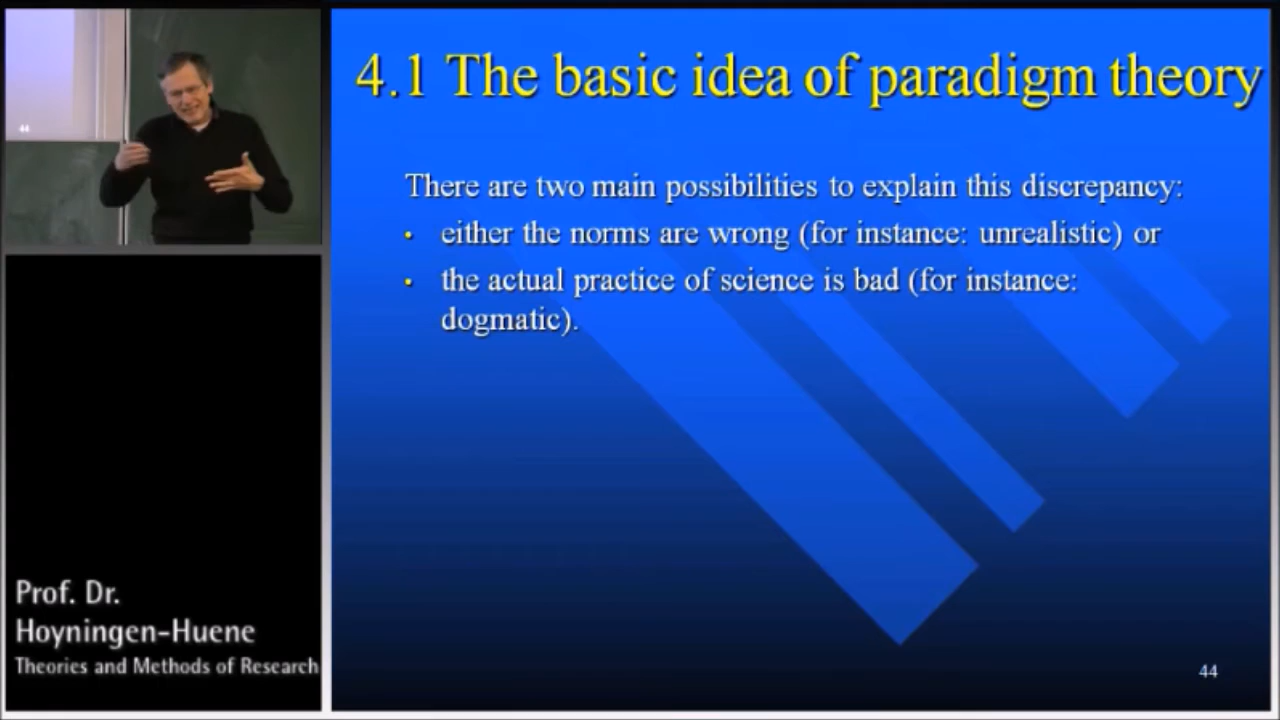 4.1 The basic idea of paradigm theory
There are two main possibilities to explain this discrepancy:
• either the norms are wrong (for instance: unrealistic) or
• the actual practice of science is bad (for instance:
dogmatic).
44
Prof. Dr.
Hoyningen-Huene
Theories and Methods of Research
44